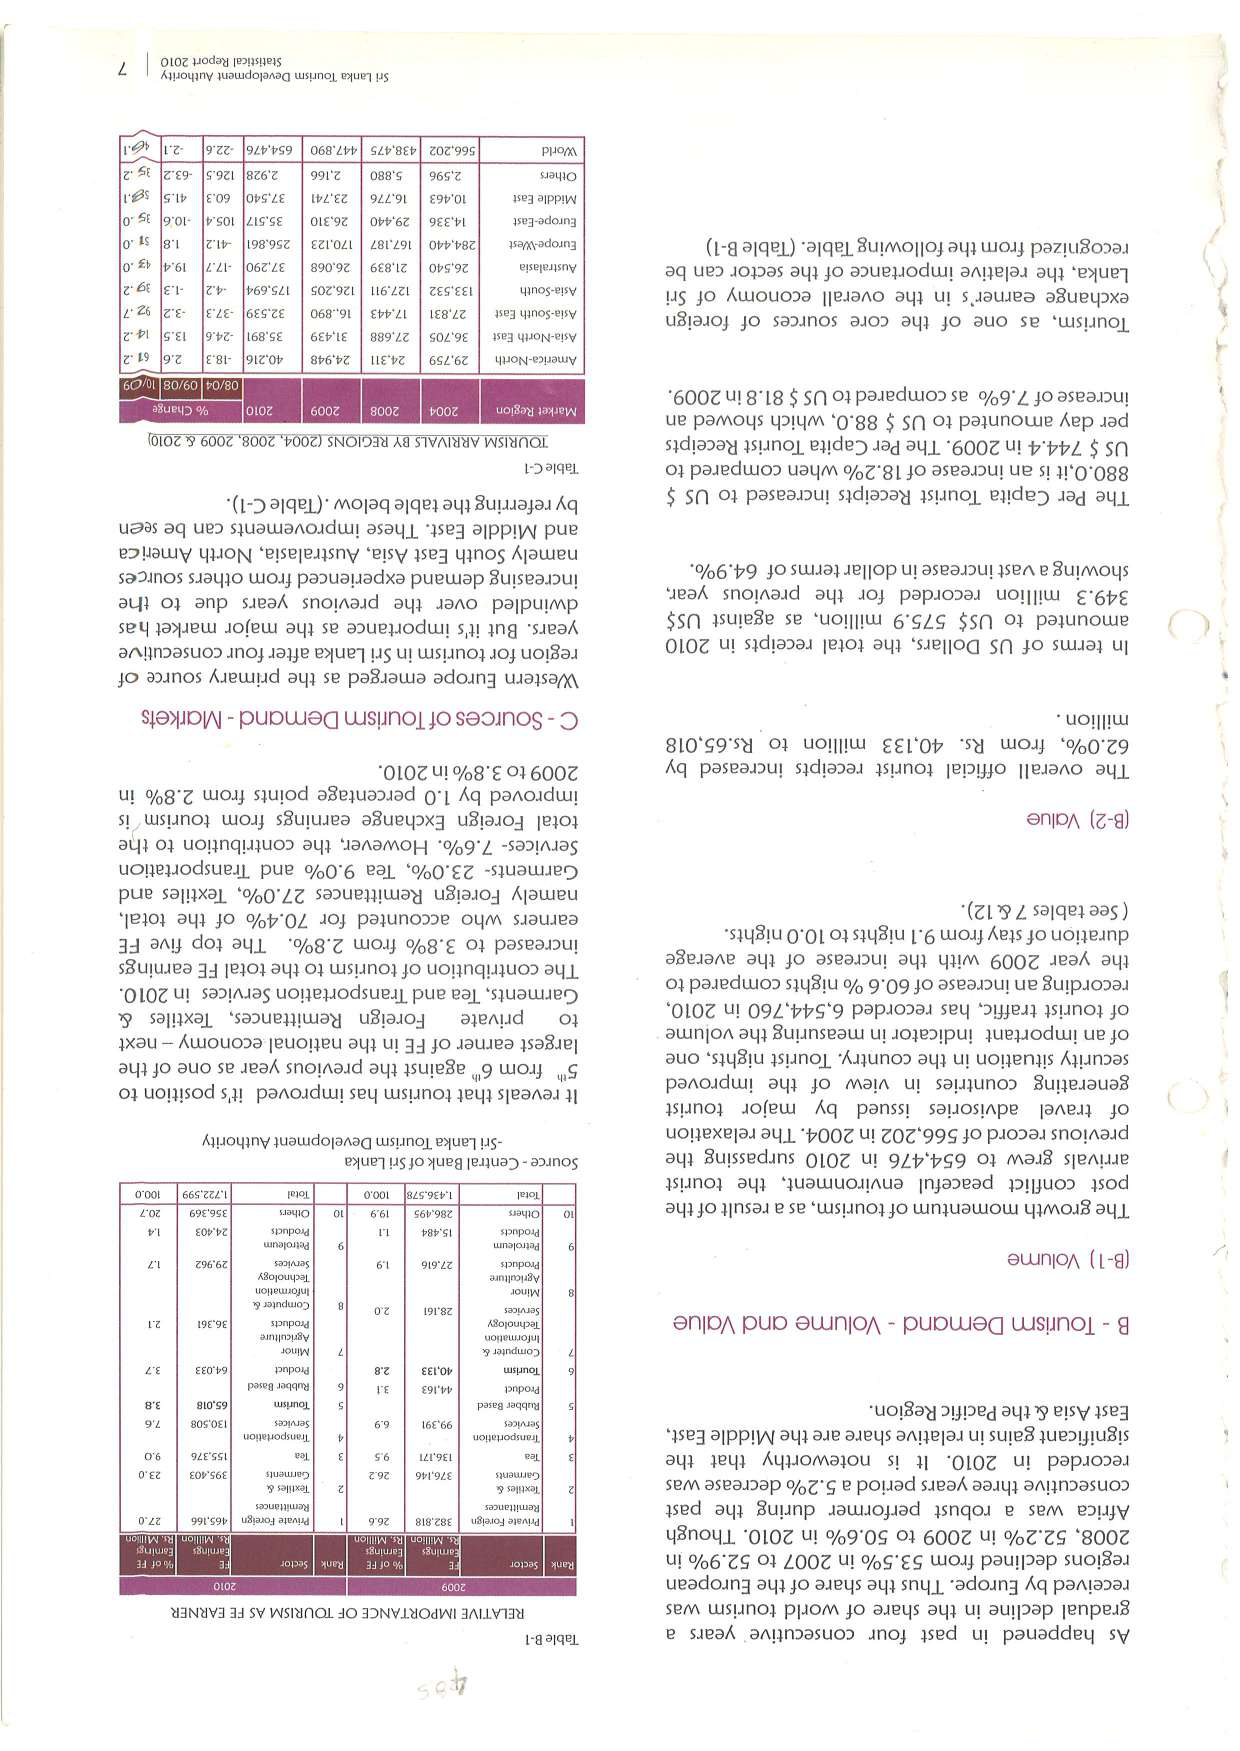 As happened in past four consecutive years a
gradual decline in the share of world tourism was
received by Europe. Thus the share of the European
regions declined from 53.5% in 2007 to 52.9% in
2008, 52.2% in 2009 to 50.6% in 2010. Though
Africa was a robust performer during the past
consecutive three years period a 5.2% decrease was
recorded in 2010. It is noteworthy that the
significant gains in relative share are the Middle East,
East Asia & the Pacific Region.
B - Tourism Demand - Volume and Value
(B-1) Volume
The growth momentum of tourism, as a result of the
post conflict peaceful environment, the tourist
arrivals grew to 654,476 in 2010 surpassing the
previous record of 566,202 in 2004. The relaxation
of travel advisories issued by major tourist
generating countries in view of the improved
security situation in the country. Tourist nights, one
of an important indicator in measuring the volume
of tourist traffic, has recorded 6,544,760 in 2010,
recording an increase of 60.6 % nights compared to
the year 2009 with the increase of the average
duration of stay from 9.1 nights to 10.0 nights.
( See tables 7 & 12).
(B-2) Value
The overall official tourist receipts increased by
62.0%, from Rs. 40,133 million to Rs.65,018
million .
In terms of US Dollars, the total receipts in 2010
amounted to US$ 575.9 million, as against US$
349.3 million recorded for the previous year,
showing a vast increase in dollar terms of 64.9%.
The Per Capita Tourist Receipts increased to US $
880.0,it is an increase of 18.2% when compared to
US $ 744.4 in 2009. The Per Capita Tourist Receipts
per day amounted to US $ 88.0, which showed an
increase of 7.6% as compared to US $ 81.8 in 2009.
Tourism, as one of the core sources of foreign
exchange earner's in the overall economy of Sri
Lanka, the relative importance of the sector can be
recognized from the following Table. (Table B-1)
Table B-1
RELATIVE IMPORTANCE OF TOURISM AS FE EARNER
2009 2010
Rank Sector FE Earnings Rs. Million % of FE Earnings Rs. Million Rank Sector FE Earnings Rs. Million % of FE Earnings Rs. Million
1 Private Foreign Remittances 382,818 26.6 1 Private Foreign Remittances 465,166 27.0
2 Textiles & Garments 376,146 26.2 2 Textiles & Garments 395,403 23.0
3 Tea 136,171 9.5 3 Tea 155,376 9.0
4 Transportation Services 99,391 6.9 4 Transportation Services 130,508 7.6
5 Rubber Based Product 44,163 3.1 5 Tourism 65,018 3.8
6 Tourism 40,133 2.8 6 Rubber Based Product 64,033 3.7
7 Computer & Information Technology Services 28,161 2.0 7 Minor Agriculture Products 36,361 2.1
8 Minor Agriculture Products 27,616 1.9 8 Computer & Information Technology Services 29,962 1.7
9 Petroleum Products 15,484 1.1 9 Petroleum Products 24,403 1.4
10 Others 286,495 19.9 10 Others 356,369 20.7
Total 1,436,578 100.0 Total 1,722,599 100.0
Source - Central Bank of Sri Lanka
-Sri Lanka Tourism Development Authority
It reveals that tourism has improved it's position to
5th from 6th against the previous year as one of the
largest earner of FE in the national economy – next
to private Foreign Remittances, Textiles &
Garments, Tea and Transportation Services in 2010.
The contribution of tourism to the total FE earnings
increased to 3.8% from 2.8%. The top five FE
earners who accounted for 70.4% of the total,
namely Foreign Remittances 27.0%, Textiles and
Garments- 23.0%, Tea 9.0% and Transportation
Services- 7.6%. However, the contribution to the
total Foreign Exchange earnings from tourism is
improved by 1.0 percentage points from 2.8% in
2009 to 3.8% in 2010.
C - Sources of Tourism Demand - Markets
Western Europe emerged as the primary source of
region for tourism in Sri Lanka after four consecutive
years. But it's importance as the major market has
dwindled over the previous years due to the
increasing demand experienced from others sources
namely South East Asia, Australasia, North America
and Middle East. These improvements can be seen
by referring the table below .(Table C-1).
Table C-1
TOURISM ARRIVALS BY REGIONS (2004, 2008, 2009 & 2010)
Market Region 2004 2008 2009 2010 % Change
08/04 09/08 10/09
America-North 29,759 24,311 24,948 40,216 -18.3 2.6 61.2
Asia-North East 36,705 27,688 31,439 35,891 -24.6 13.5 14.2
Asia-South East 27,831 17,443 16,890 32,539 -37.3 -3.2 92.7
Asia-South 133,532 127,911 126,205 175,694 -4.2 -1.3 39.2
Australasia 26,540 21,839 26,068 37,290 -17.7 19.4 43.0
Europe-West 284,440 167,187 170,123 256,861 -41.2 1.8 51.0
Europe-East 14,336 29,440 26,310 35,517 105.4 -10.6 35.0
Middle East 10,463 16,776 23,741 37,540 60.3 41.5 58.1
Others 2,596 5,880 2,166 2,928 126.5 -63.2 35.2
World 566,202 438,475 447,890 654,476 -22.6 -2.1 46.1
Sri Lanka Tourism Development Authority
Statistical Report 2010
7